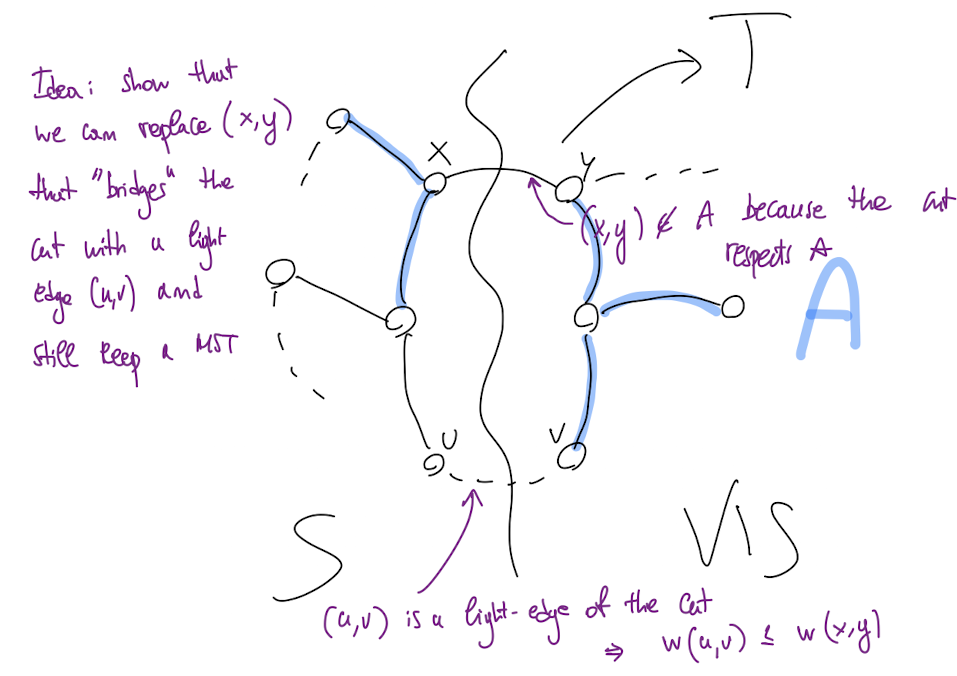 Idea: show that
we can replace (x,y)
that "bridges" the
cut with a light
edge (u,v) and
still keep a MST
T
X
Y
(x,y) ∉ A because the cut
respects A
A
U
V
S
V\S
(u,v) is a light-edge of the cut
⇒ w(u,v) ≤ w(x,y)